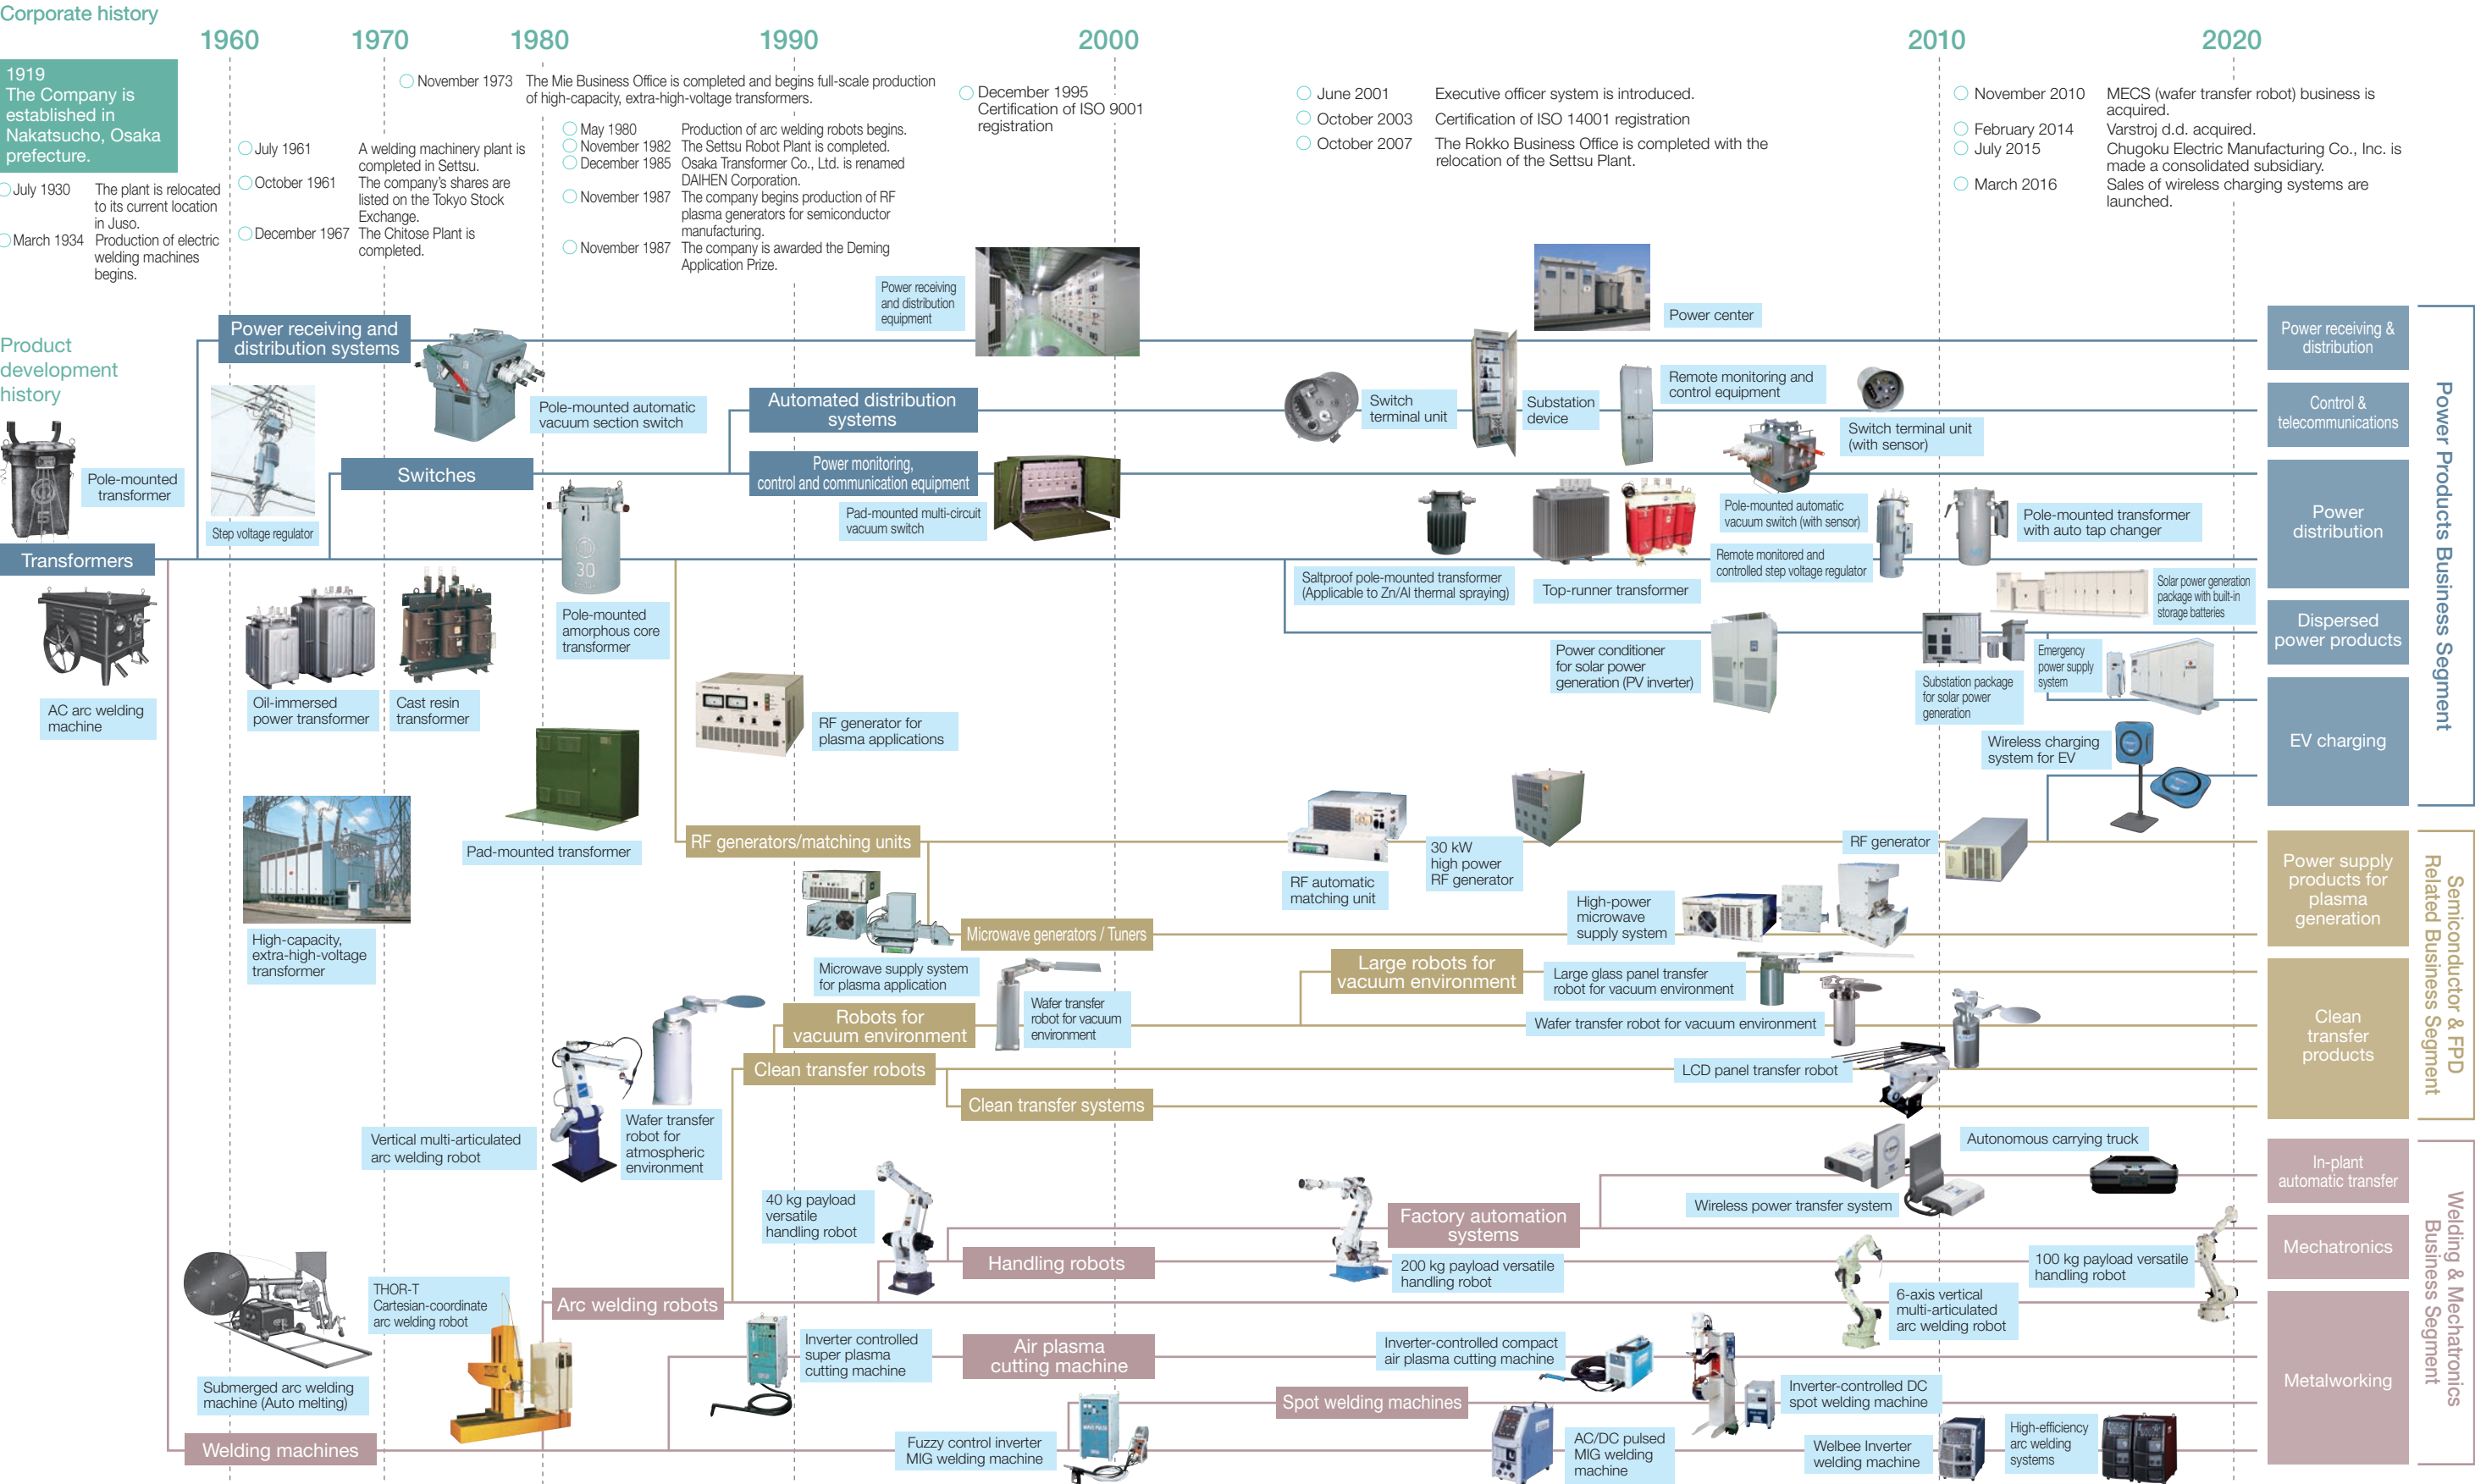 Corporate history
1960
1970
1980
1990
2000
2010
2020
1919
The Company is
established in
Nakatsucho, Osaka
prefecture.
July 1930 The plant is relocated
to its current location
in Juso.
March 1934 Production of electric
welding machines
begins.
July 1961 A welding machinery plant is
completed in Settsu.
October 1961 The company's shares are
listed on the Tokyo Stock
Exchange.
December 1967 The Chitose Plant is
completed.
November 1973 The Mie Business Office is completed and begins full-scale production
of high-capacity, extra-high-voltage transformers.
May 1980 Production of arc welding robots begins.
November 1982 The Settsu Robot Plant is completed.
December 1985 Osaka Transformer Co., Ltd. is renamed
DAIHEN Corporation.
November 1987 The company begins production of RF
plasma generators for semiconductor
manufacturing.
November 1987 The company is awarded the Deming
Application Prize.
December 1995
Certification of ISO 9001
registration
June 2001 Executive officer system is introduced.
October 2003 Certification of ISO 14001 registration
October 2007 The Rokko Business Office is completed with the
relocation of the Settsu Plant.
November 2010 MECS (wafer transfer robot) business is
acquired.
February 2014 Varstroj d.d. acquired.
July 2015 Chugoku Electric Manufacturing Co., Inc. is
made a consolidated subsidiary.
March 2016 Sales of wireless charging systems are
launched.
Product
development
history
Power receiving and
distribution systems
Power receiving
and distribution
equipment
Power center
Power receiving &
distribution
Pole-mounted automatic
vacuum section switch
Automated distribution
systems
Switch
terminal unit
Substation
device
Remote monitoring and
control equipment
Switch terminal unit
(with sensor)
Control &
telecommunications
Pole-mounted
transformer
Step voltage regulator
Switches
Power monitoring,
control and communication equipment
Pad-mounted multi-circuit
vacuum switch
Pole-mounted automatic
vacuum switch (with sensor)
Pole-mounted transformer
with auto tap changer
Power
distribution
Transformers
30
Remote monitored and
controlled step voltage regulator
Saltproof pole-mounted transformer
(Applicable to Zn/Al thermal spraying)
Top-runner transformer
Solar power generation
package with built-in
storage batteries
Pole-mounted
amorphous core
transformer
Dispersed
power products
AC arc welding
machine
Oil-immersed
power transformer
Cast resin
transformer
Power conditioner
for solar power
generation (PV inverter)
Substation package
for solar power
generation
Emergency
power supply
system
RF generator for
plasma applications
Wireless charging
system for EV
EV charging
Power Products Business Segment
Pad-mounted transformer
RF generators/matching units
RF automatic
matching unit
30 kW
high power
RF generator
RF generator
Power supply
products for
plasma
generation
High-capacity,
extra-high-voltage
transformer
Microwave generators / Tuners
High-power
microwave
supply system
Microwave supply system
for plasma application
Large robots for
vacuum environment
Large glass panel transfer
robot for vacuum environment
Robots for
vacuum environment
Wafer transfer
robot for vacuum
environment
Wafer transfer robot for vacuum environment
Clean
transfer
products
Clean transfer robots
LCD panel transfer robot
Clean transfer systems
Semiconductor & FPD
Related Business Segment
Vertical multi-articulated
arc welding robot
Wafer transfer
robot for
atmospheric
environment
Autonomous carrying truck
In-plant
automatic transfer
40 kg payload
versatile
handling robot
Wireless power transfer system
Factory automation
systems
Mechatronics
Handling robots
200 kg payload versatile
handling robot
100 kg payload versatile
handling robot
THOR-T
Cartesian-coordinate
arc welding robot
Arc welding robots
6-axis vertical
multi-articulated
arc welding robot
Inverter controlled
super plasma
cutting machine
Air plasma
cutting machine
Inverter-controlled compact
air plasma cutting machine
Submerged arc welding
machine (Auto melting)
Spot welding machines
Inverter-controlled DC
spot welding machine
Metalworking
Welding machines
Fuzzy control inverter
MIG welding machine
AC/DC pulsed
MIG welding
machine
Welbee Inverter
welding machine
High-efficiency
arc welding
systems
Welding & Mechatronics
Business Segment